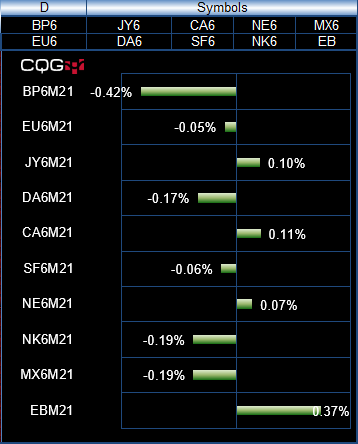 D Symbols
BP6 JY6 CA6 NE6 MX6
EU6 DA6 SF6 NK6 EB
CQG
BP6M21 -0.42%
EU6M21 -0.05%
JY6M21 0.10%
DA6M21 -0.17%
CA6M21 0.11%
SF6M21 -0.06%
NE6M21 0.07%
NK6M21 -0.19%
MX6M21 -0.19%
EBM21 0.37%